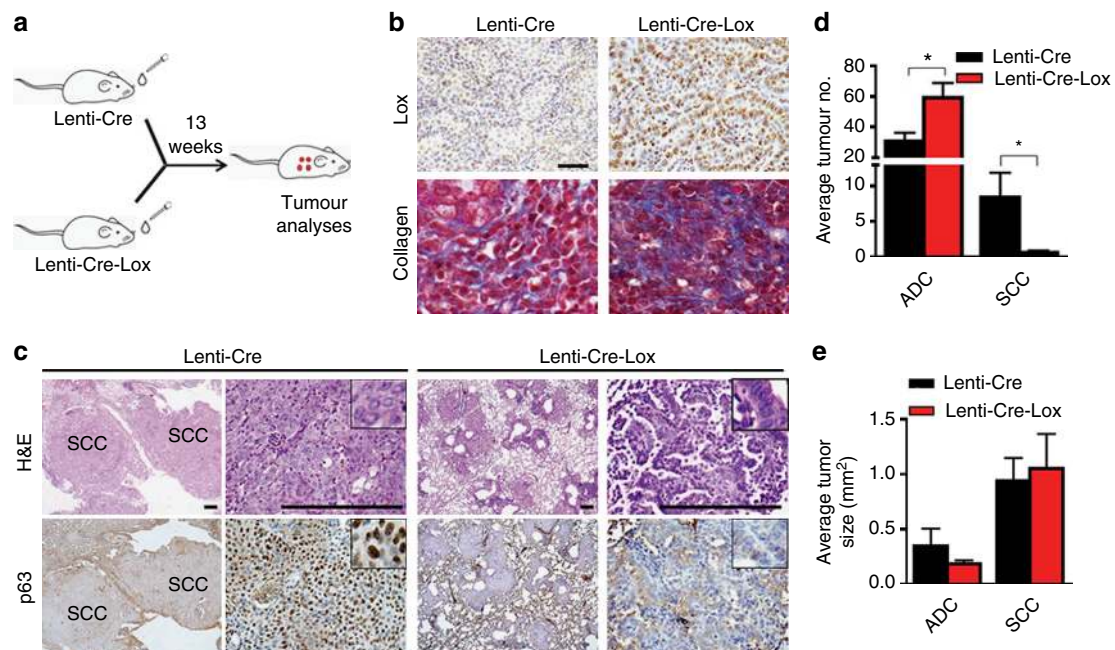 a
Lenti-Cre
13
weeks
Tumour
analyses
Lenti-Cre-Lox
b
Lenti-Cre
Lenti-Cre-Lox
Lox
Collagen
c
Lenti-Cre
Lenti-Cre-Lox
H&E
SCC
SCC
p63
SCC
SCC
d
Lenti-Cre
Lenti-Cre-Lox
*
*
Average tumour no.
80
60
40
20
10
5
0
ADC
SCC
e
Lenti-Cre
Lenti-Cre-Lox
Average tumor
size (mm²)
1.5
1.0
0.5
0.0
ADC
SCC